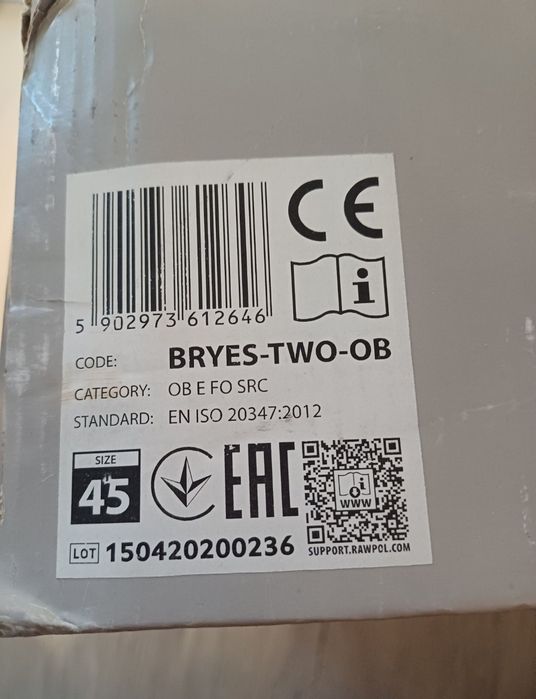 CE
i
5 902973 612646
CODE: BRYES-TWO-OB
CATEGORY: OB E FO SRC
STANDARD: EN ISO 20347:2012
SIZE
45
EAC
WWW
LOT 150420200236
SUPPORT.RAWPOL.COM